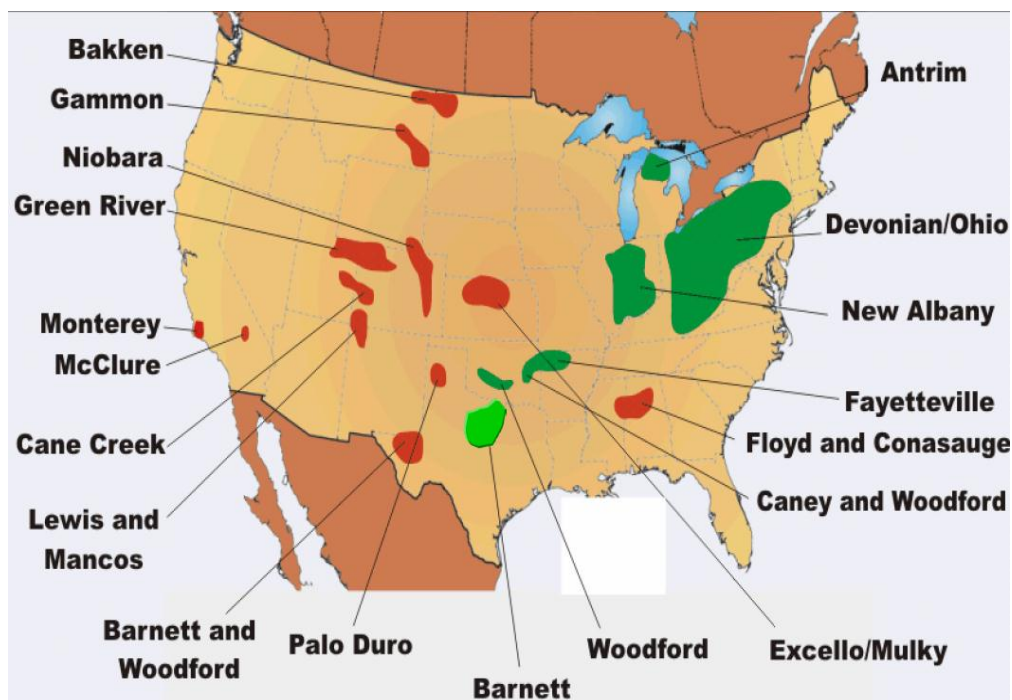 Bakken
Gammon
Niobara
Green River
Monterey
McClure
Cane Creek
Lewis and
Mancos
Barnett and
Woodford
Palo Duro
Barnett
Woodford
Excello/Mulky
Antrim
Devonian/Ohio
New Albany
Fayetteville
Floyd and Conasauge
Caney and Woodford